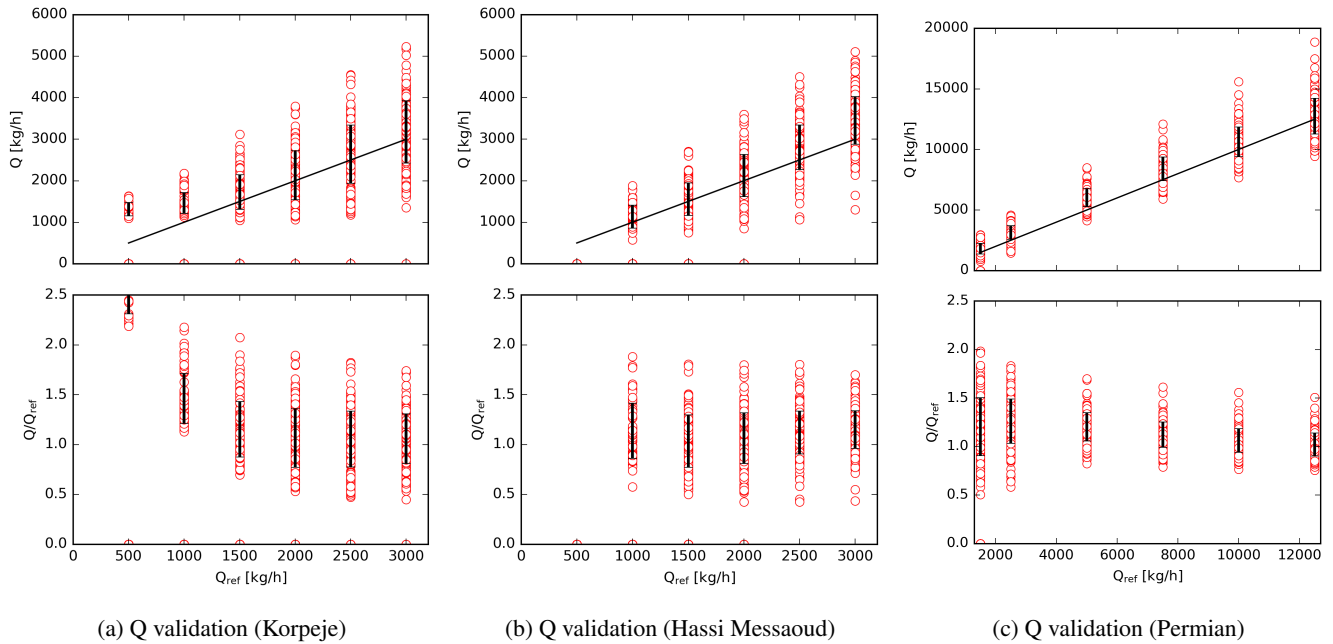 6000
5000
4000
3000
2000
1000
0
Q [kg/h]
6000
5000
4000
3000
2000
1000
0
Q [kg/h]
20000
15000
10000
5000
0
Q [kg/h]
2.5
2.0
1.5
1.0
0.5
0.0
Q/Qref
0 500 1000 1500 2000 2500 3000
Qref [kg/h]
2.5
2.0
1.5
1.0
0.5
0.0
Q/Qref
0 500 1000 1500 2000 2500 3000
Qref [kg/h]
2.5
2.0
1.5
1.0
0.5
0.0
Q/Qref
2000 4000 6000 8000 10000 12000
Qref [kg/h]
(a) Q validation (Korpeje)
(b) Q validation (Hassi Messaoud)
(c) Q validation (Permian)